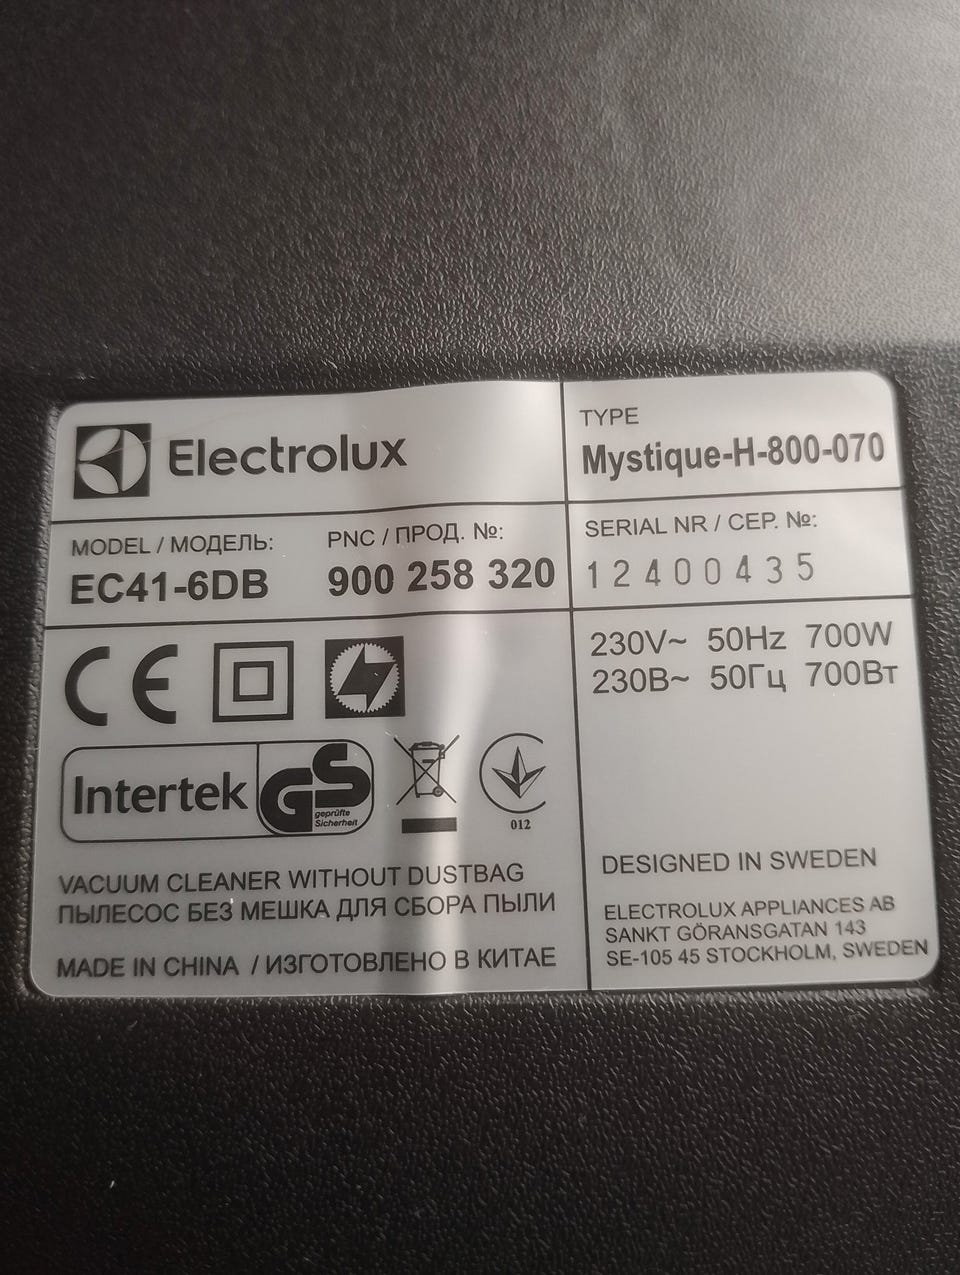 Electrolux
TYPE
Mystique-H-800-070
MODEL / МОДЕЛЬ:
EC41-6DB
PNC / ПРОД. №:
900 258 320
SERIAL NR / СЕР. №:
12400435
230V~ 50Hz 700W
230В~ 50Гц 700Вт
CE
Intertek
GS
geprüfte
Sicherheit
012
VACUUM CLEANER WITHOUT DUSTBAG
ПЫЛЕСОС БЕЗ МЕШКА ДЛЯ СБОРА ПЫЛИ
MADE IN CHINA / ИЗГОТОВЛЕНО В КИТАЕ
DESIGNED IN SWEDEN
ELECTROLUX APPLIANCES AB
SANKT GÖRANSGATAN 143
SE-105 45 STOCKHOLM, SWEDEN